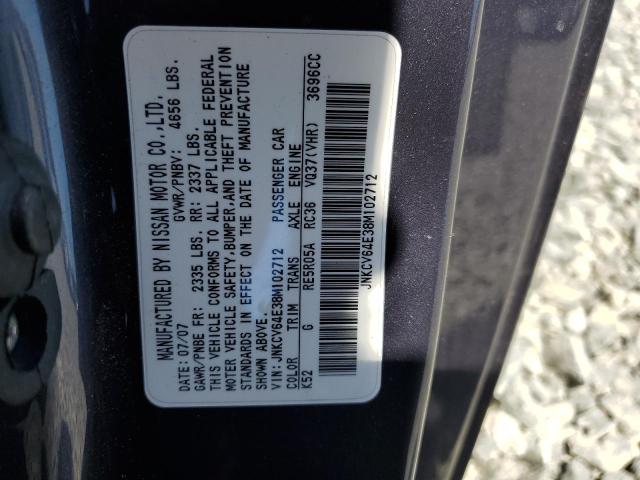 MANUFACTURED BY NISSAN MOTOR CO.,LTD.
DATE: 07/07 GVWR/PNBV: 4656 LBS.
GAWR/PNBE FR: 2335 LBS. RR: 2337 LBS.
THIS VEHICLE CONFORMS TO ALL APPLICABLE FEDERAL
MOTOR VEHICLE SAFETY,BUMPER,AND THEFT PREVENTION
STANDARDS IN EFFECT ON THE DATE OF MANUFACTURE
SHOWN ABOVE.
VIN: JNKCV64E38M102712 PASSENGER CAR
COLOR TRIM TRANS AXLE ENGINE
K52 G RE5R05A RC36 VQ37(VHR) 3696CC
JNKCV64E38M102712